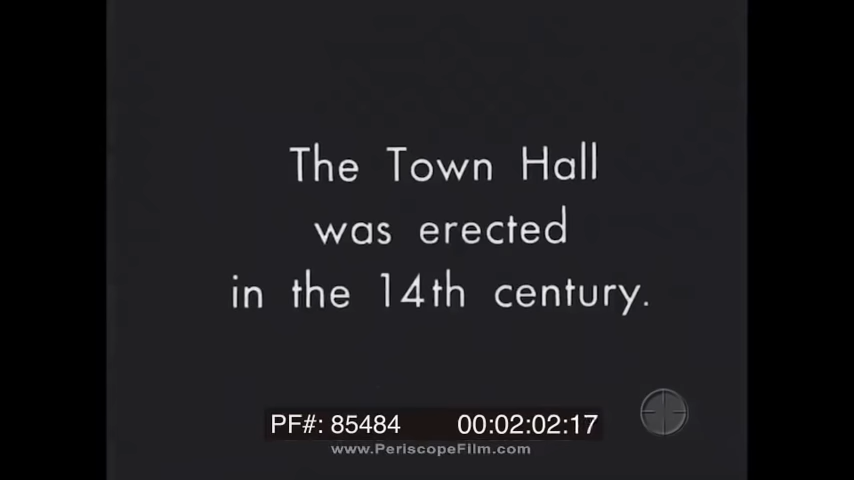 The Town Hall
was erected
in the 14th century.
PF#: 85484 00:02:02:17
www.PeriscopeFilm.com